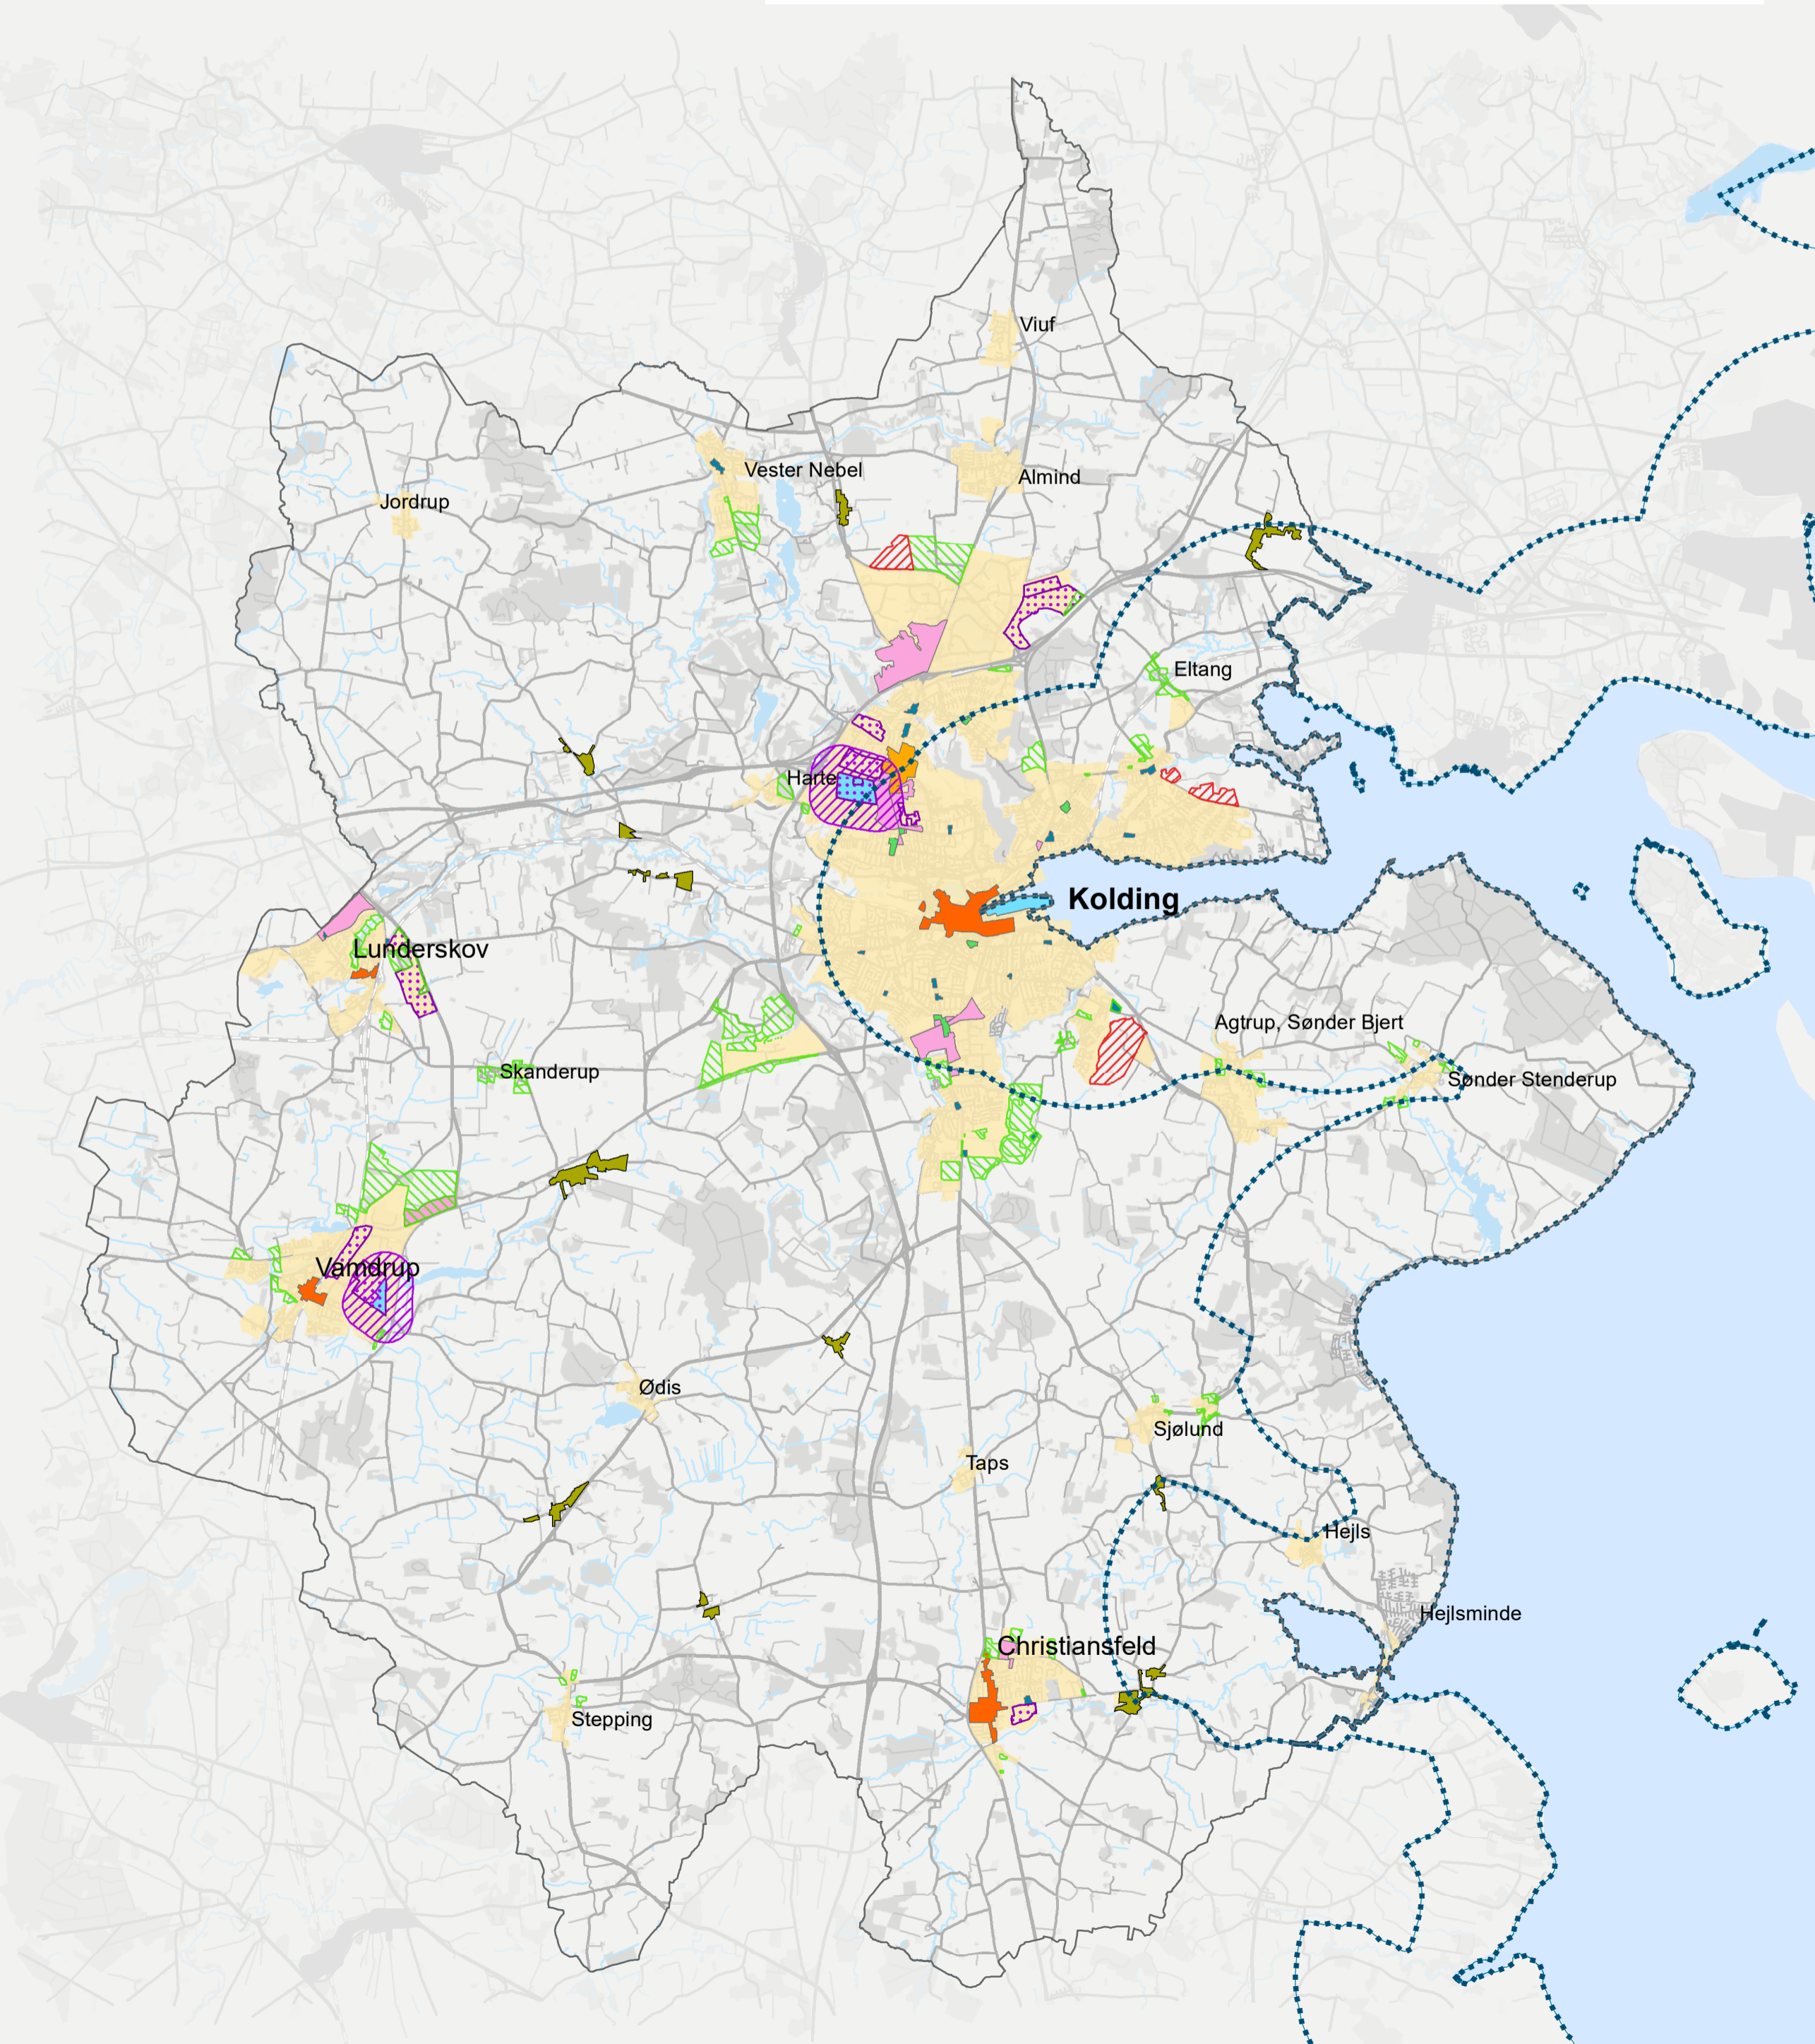 Viuf
Vester Nebel
Almind
Jordrup
Eltang
Harte
Kolding
Lunderskov
Agtrup, Sønder Bjert
Skanderup
Sønder Stenderup
Vamdrup
Ødis
Sjølund
Taps
Hejls
Hejlsminde
Christiansfeld
Stepping